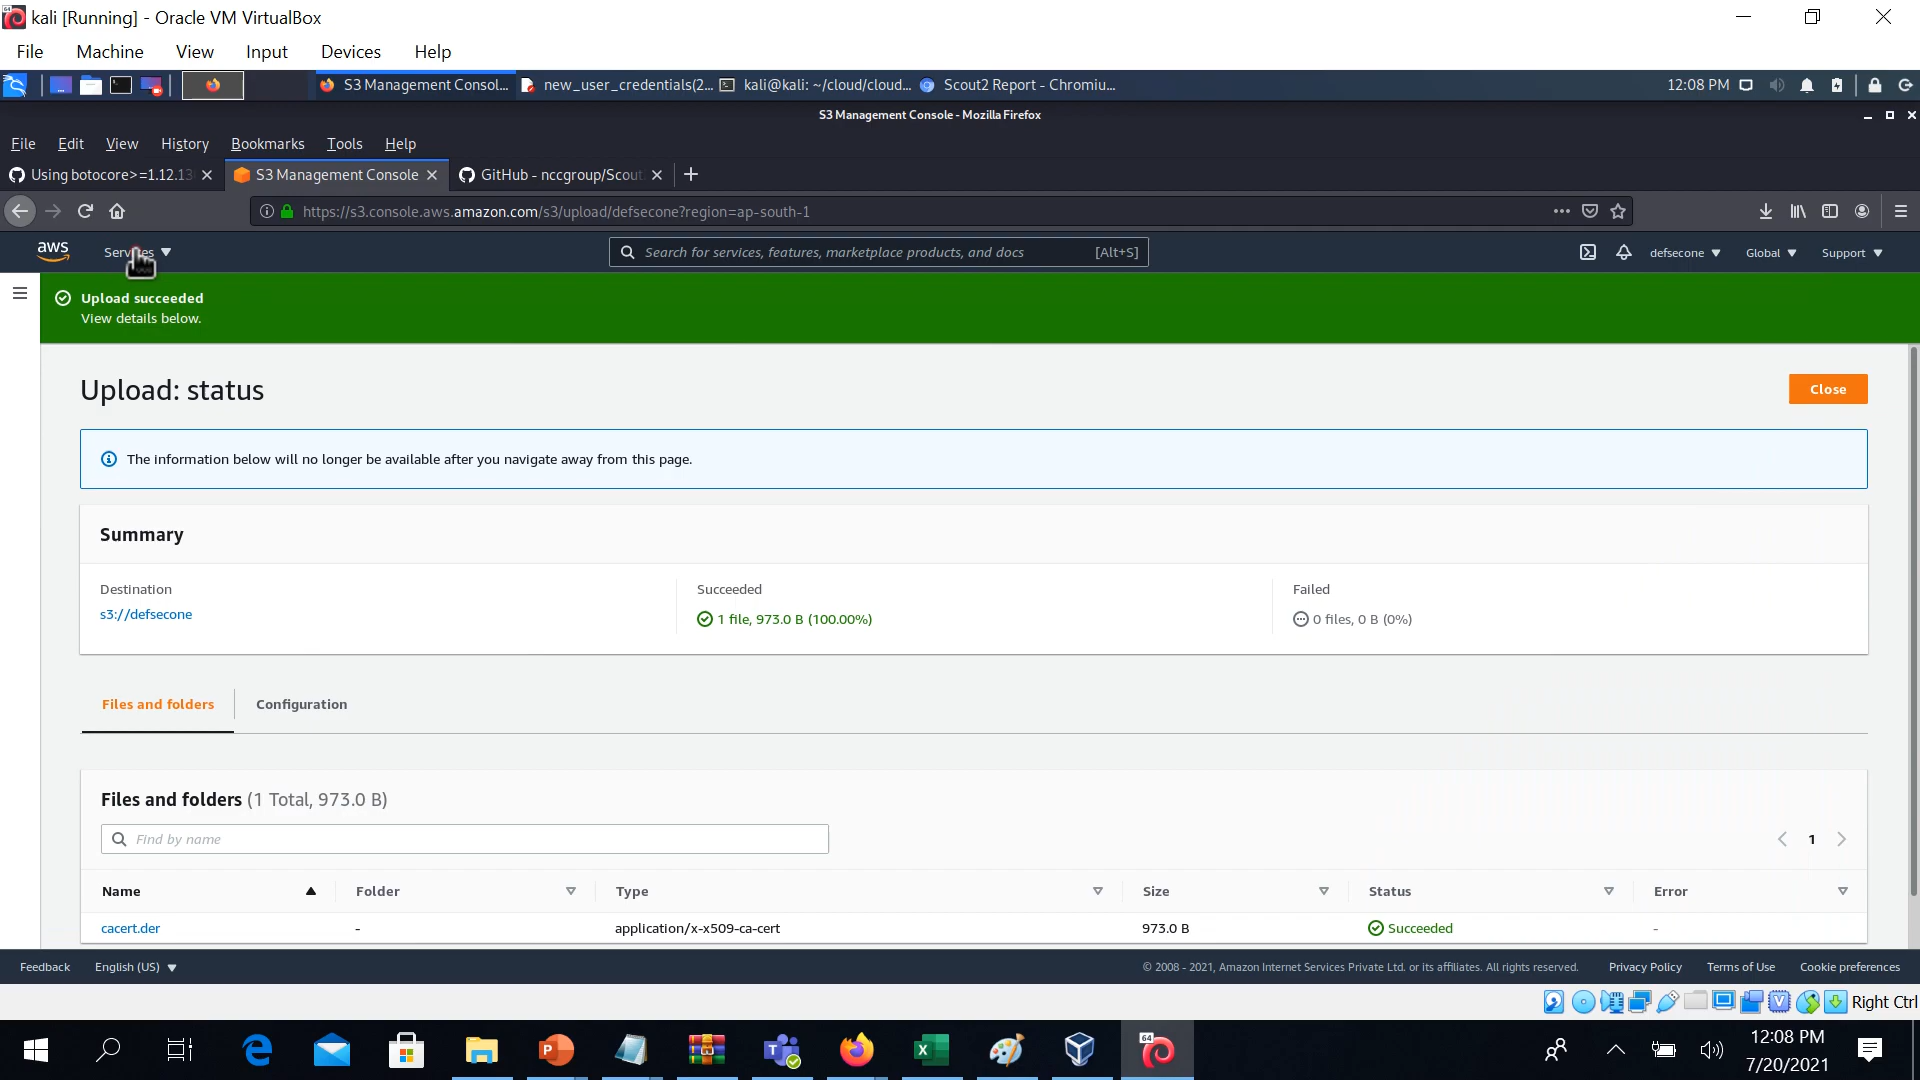 kali [Running] - Oracle VM VirtualBox
File Machine View Input Devices Help
S3 Management Consol... new_user_credentials(2... kali@kali: ~/cloud/cloud... Scout2 Report - Chromiu... 12:08 PM
S3 Management Console - Mozilla Firefox
File Edit View History Bookmarks Tools Help
Using botocore>=1.12.13 S3 Management Console GitHub - nccgroup/Scout
https://s3.console.aws.amazon.com/s3/upload/defsecone?region=ap-south-1
aws Services Search for services, features, marketplace products, and docs [Alt+S] defsecone Global Support
Upload succeeded
View details below.
Upload: status
Close
The information below will no longer be available after you navigate away from this page.
Summary
Destination Succeeded Failed
s3://defsecone 1 file, 973.0 B (100.00%) 0 files, 0 B (0%)
Files and folders Configuration
Files and folders (1 Total, 973.0 B)
Find by name 1
Name Folder Type Size Status Error
cacert.der - application/x-x509-ca-cert 973.0 B Succeeded -
Feedback English (US) © 2008 - 2021, Amazon Internet Services Private Ltd. or its affiliates. All rights reserved. Privacy Policy Terms of Use Cookie preferences
Right Ctrl
12:08 PM
7/20/2021